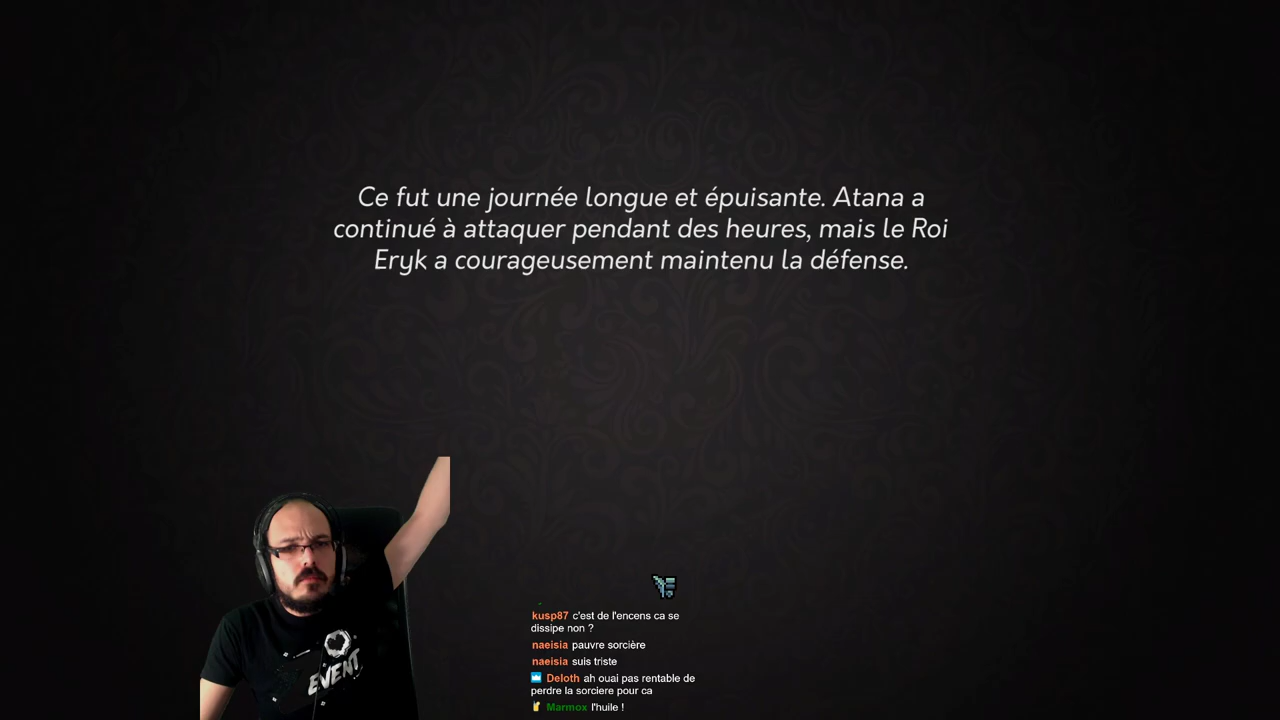 Ce fut une journée longue et épuisante. Atana a
continué à attaquer pendant des heures, mais le Roi
Eryk a courageusement maintenu la défense.
EVENT
kusp87 c'est de l'encens ca se
dissipe non ?
naeisia pauvre sorcière
naeisia suis triste
Deloth ah ouai pas rentable de
perdre la sorciere pour ca
Marmox l'huile !